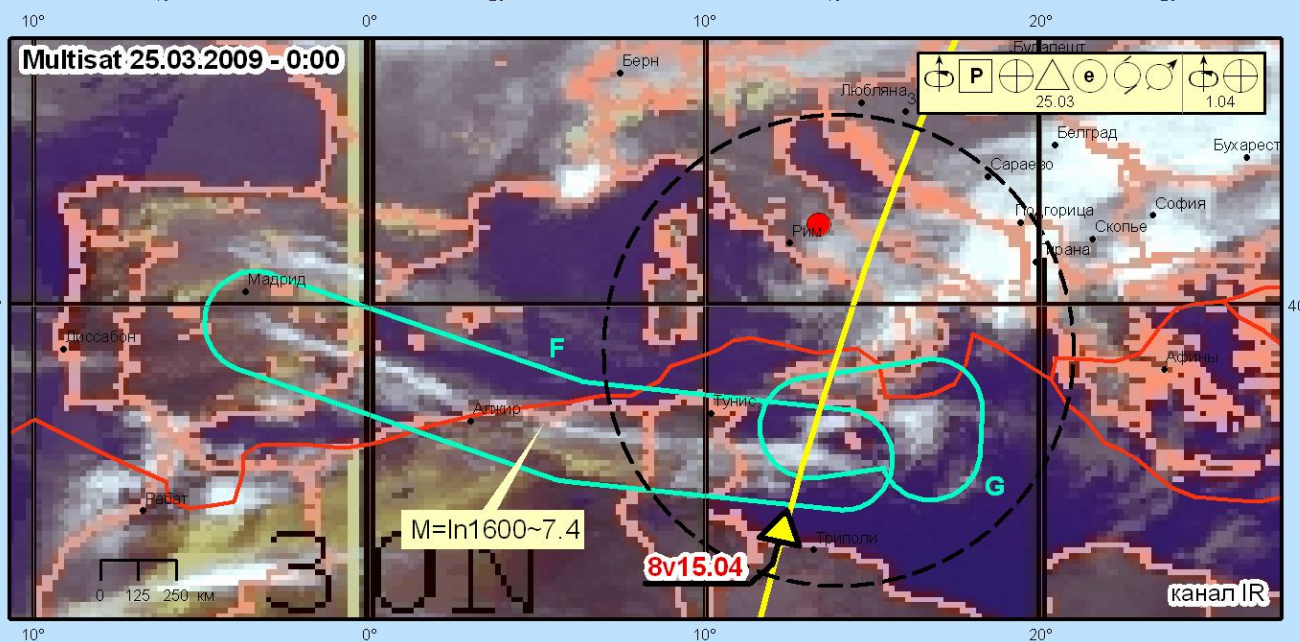 10° 0° 10° 20°
Multisat 25.03.2009 - 0:00
Будапешт
P e
25.03 1.04
Берн
Любляна
З
Белград
Бухарест
Сараево
Подгорица
София
Скопье
Рим
Тирана
Мадрид
40
Лиссабон
F
Афины
Алжир
Тунис
G
Рабат
M=ln1600~7.4
Триполи
8v15.04
0 125 250 км
30N
канал IR
10° 0° 10° 20°